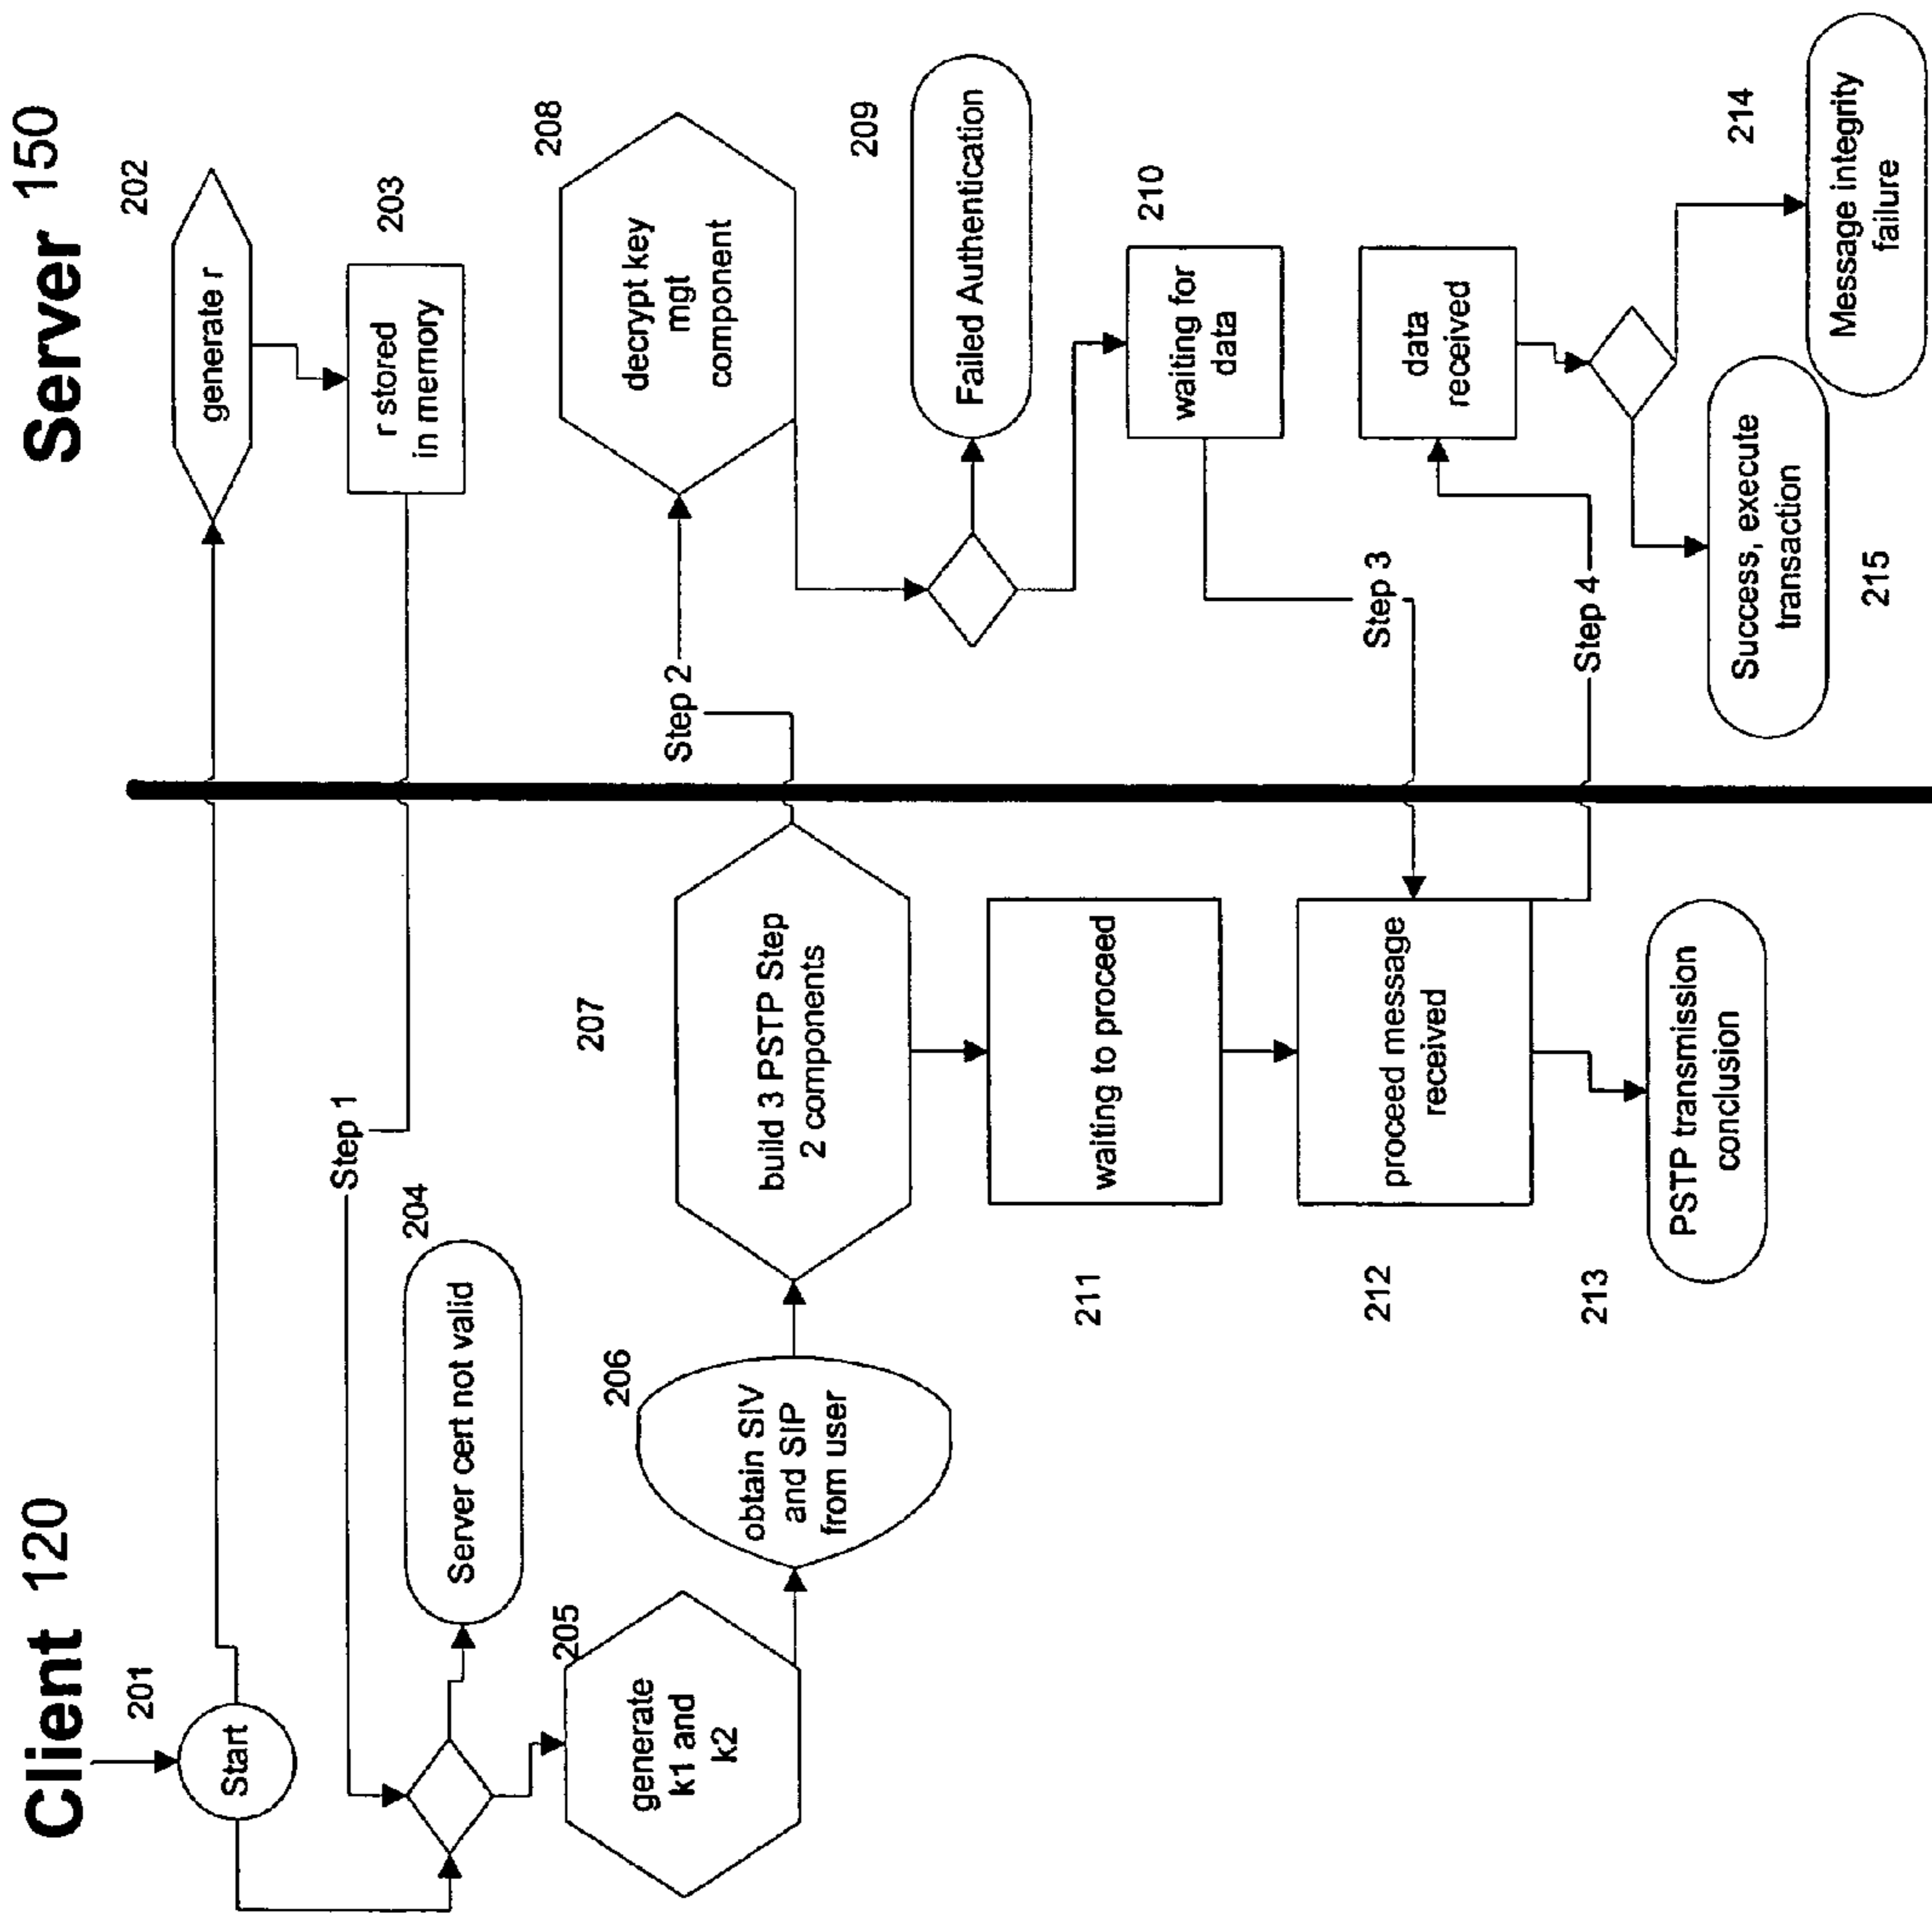 Client 120
Server 150
201
Start
202
generate r
203
r stored
in memory
Step 1
204
Server cert not valid
205
generate
k1 and
k2
206
obtain SIV
and SIP
from user
207
build 3 PSTP Step
2 components
Step 2
208
decrypt key
mgt
component
209
Failed Authentication
210
waiting for
data
211
waiting to proceed
Step 3
212
proceed message
received
Step 4
data
received
213
PSTP transmission
conclusion
214
Message integrity
failure
Success, execute
transaction
215